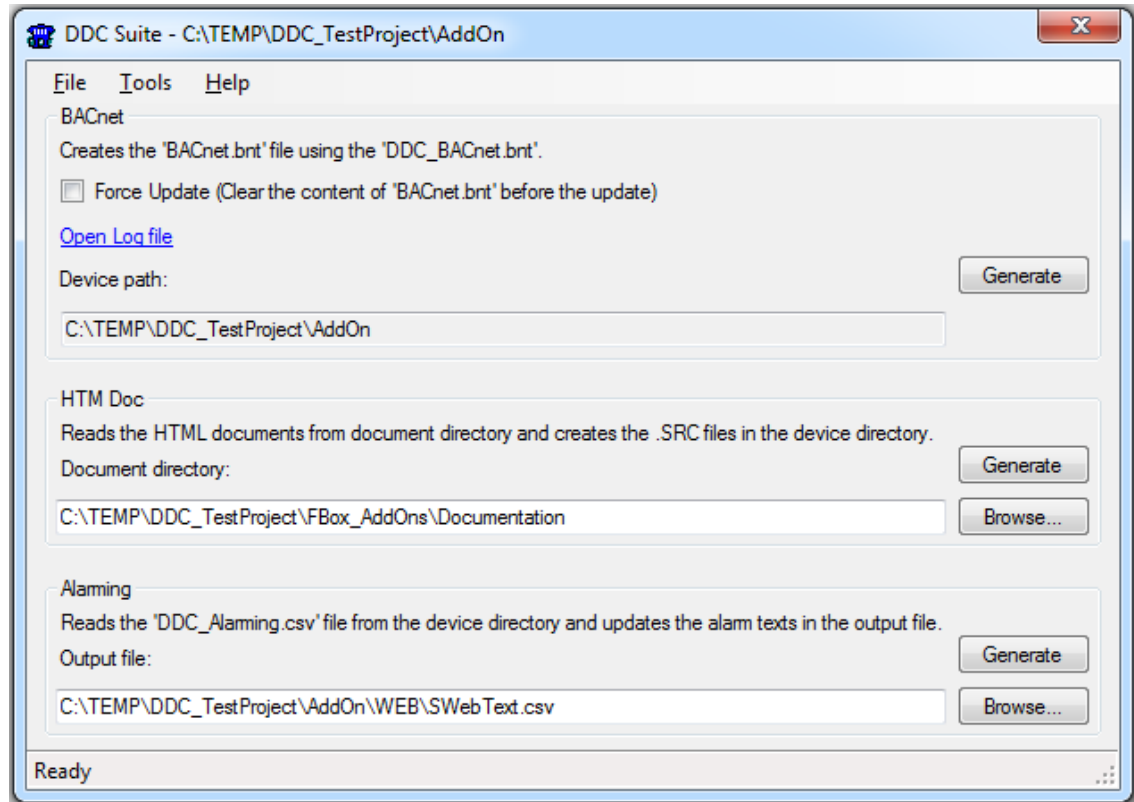 DDC Suite - C:\TEMP\DDC_TestProject\AddOn
File Tools Help
BACnet
Creates the "BACnet.bnt" file using the "DDC_BACnet.bnt".
Force Update (Clear the content of "BACnet.bnt" before the update)
Open Log file
Device path:
Generate
C:\TEMP\DDC_TestProject\AddOn
HTM Doc
Reads the HTML documents from document directory and creates the .SRC files in the device directory.
Document directory:
Generate
C:\TEMP\DDC_TestProject\FBox_AddOns\Documentation
Browse...
Alarming
Reads the "DDC_Alarming.csv" file from the device directory and updates the alarm texts in the output file.
Output file:
Generate
C:\TEMP\DDC_TestProject\AddOn\WEB\SWebText.csv
Browse...
Ready